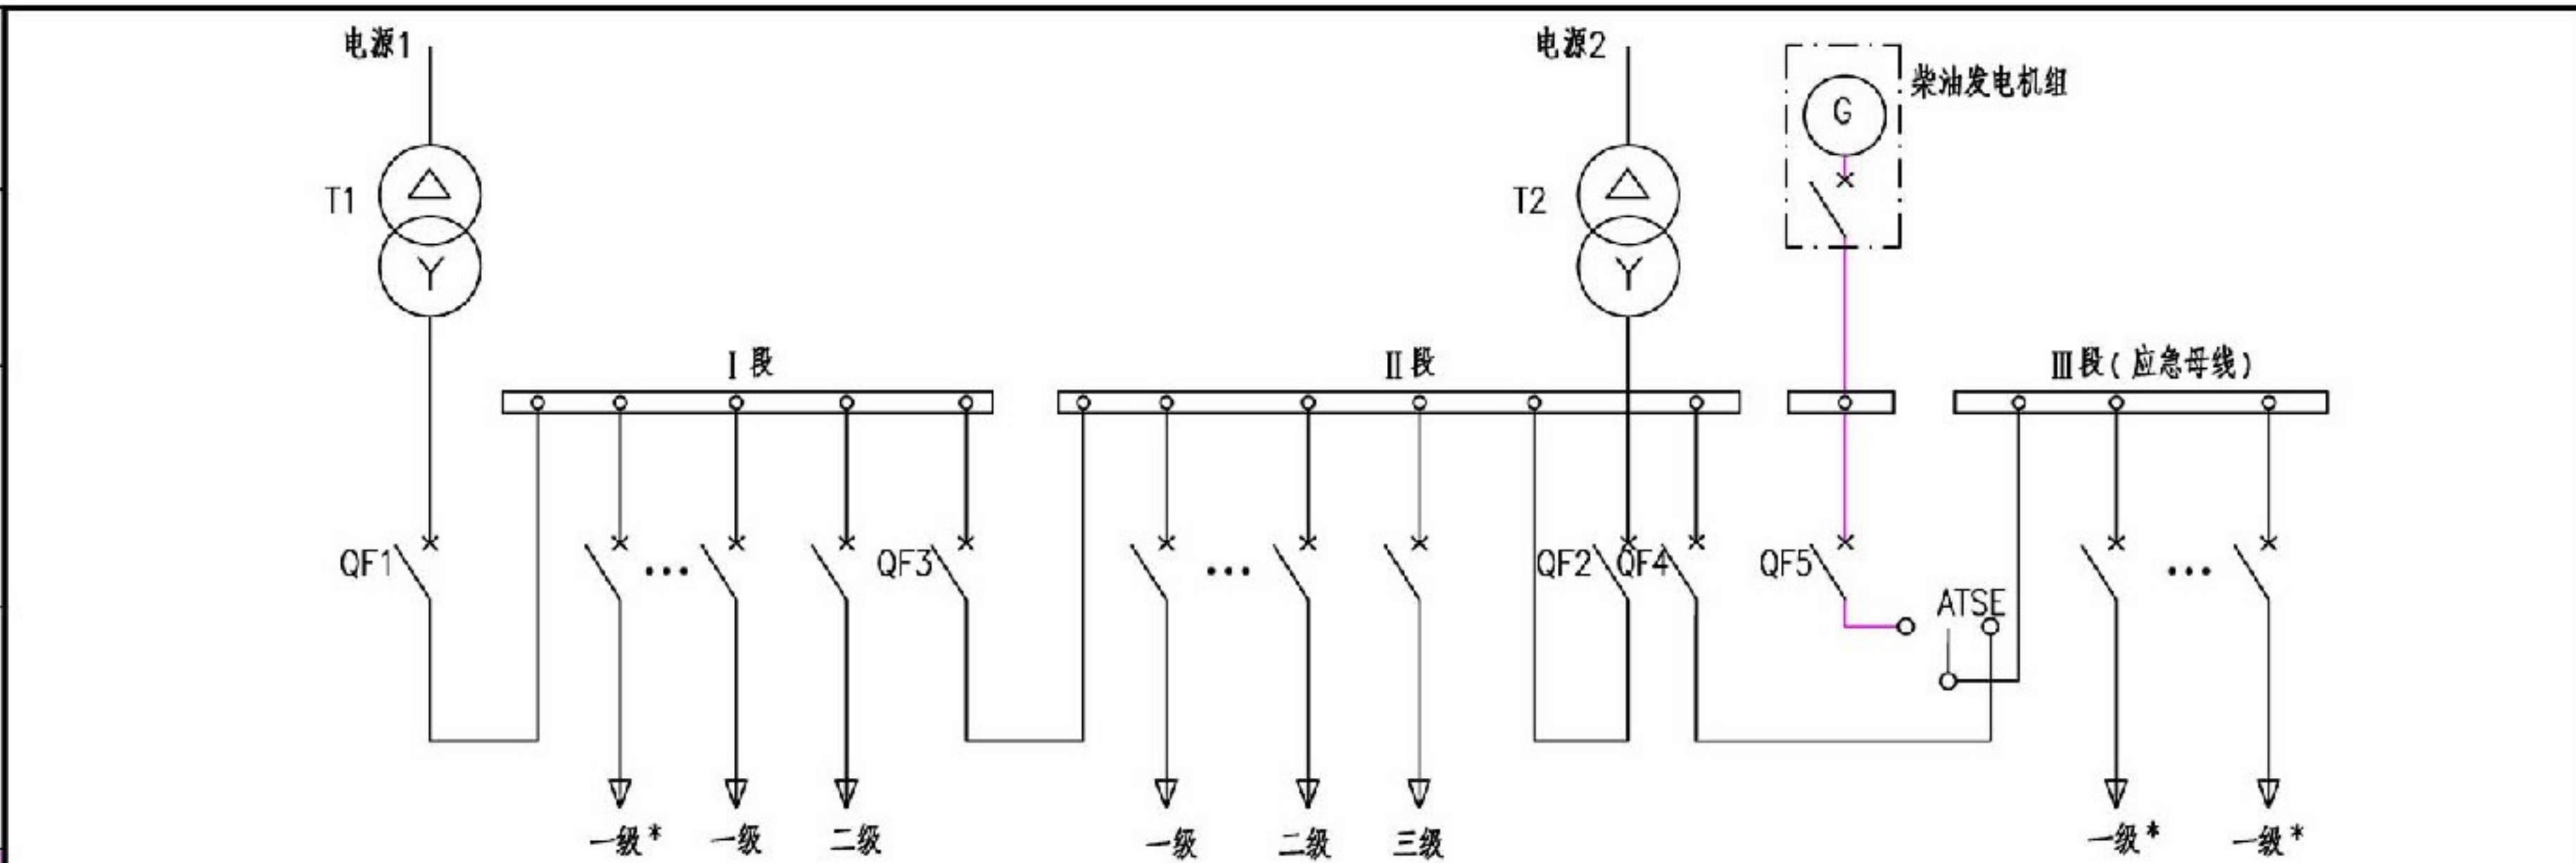 电源1
电源2
柴油发电机组
G
T1
T2
Y
Y
I 段
II 段
III段(应急母线)
QF1
QF3
QF2
QF4
QF5
ATSE
一级*
一级
二级
一级
二级
三级
一级*
一级*